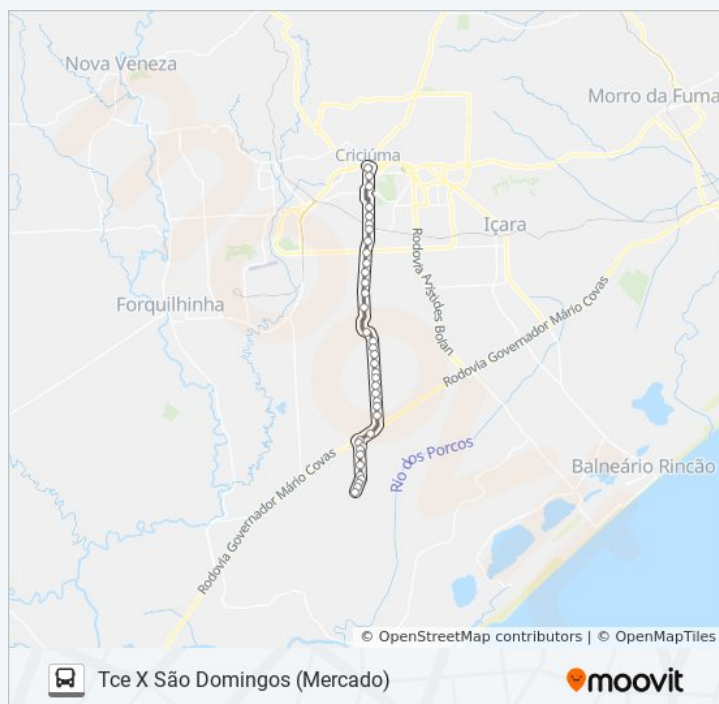 Nova Veneza
Morro da Fuma
Criciúma
Içara
Rodovia Aristides Bolan
Forquilhinha
Rodovia Governador Mário Covas
Rodovia Governador Mário Covas
Rio dos Porcos
Balneário Rincão
© OpenStreetMap contributors | © OpenMapTiles
Tce X São Domingos (Mercado)
moovit